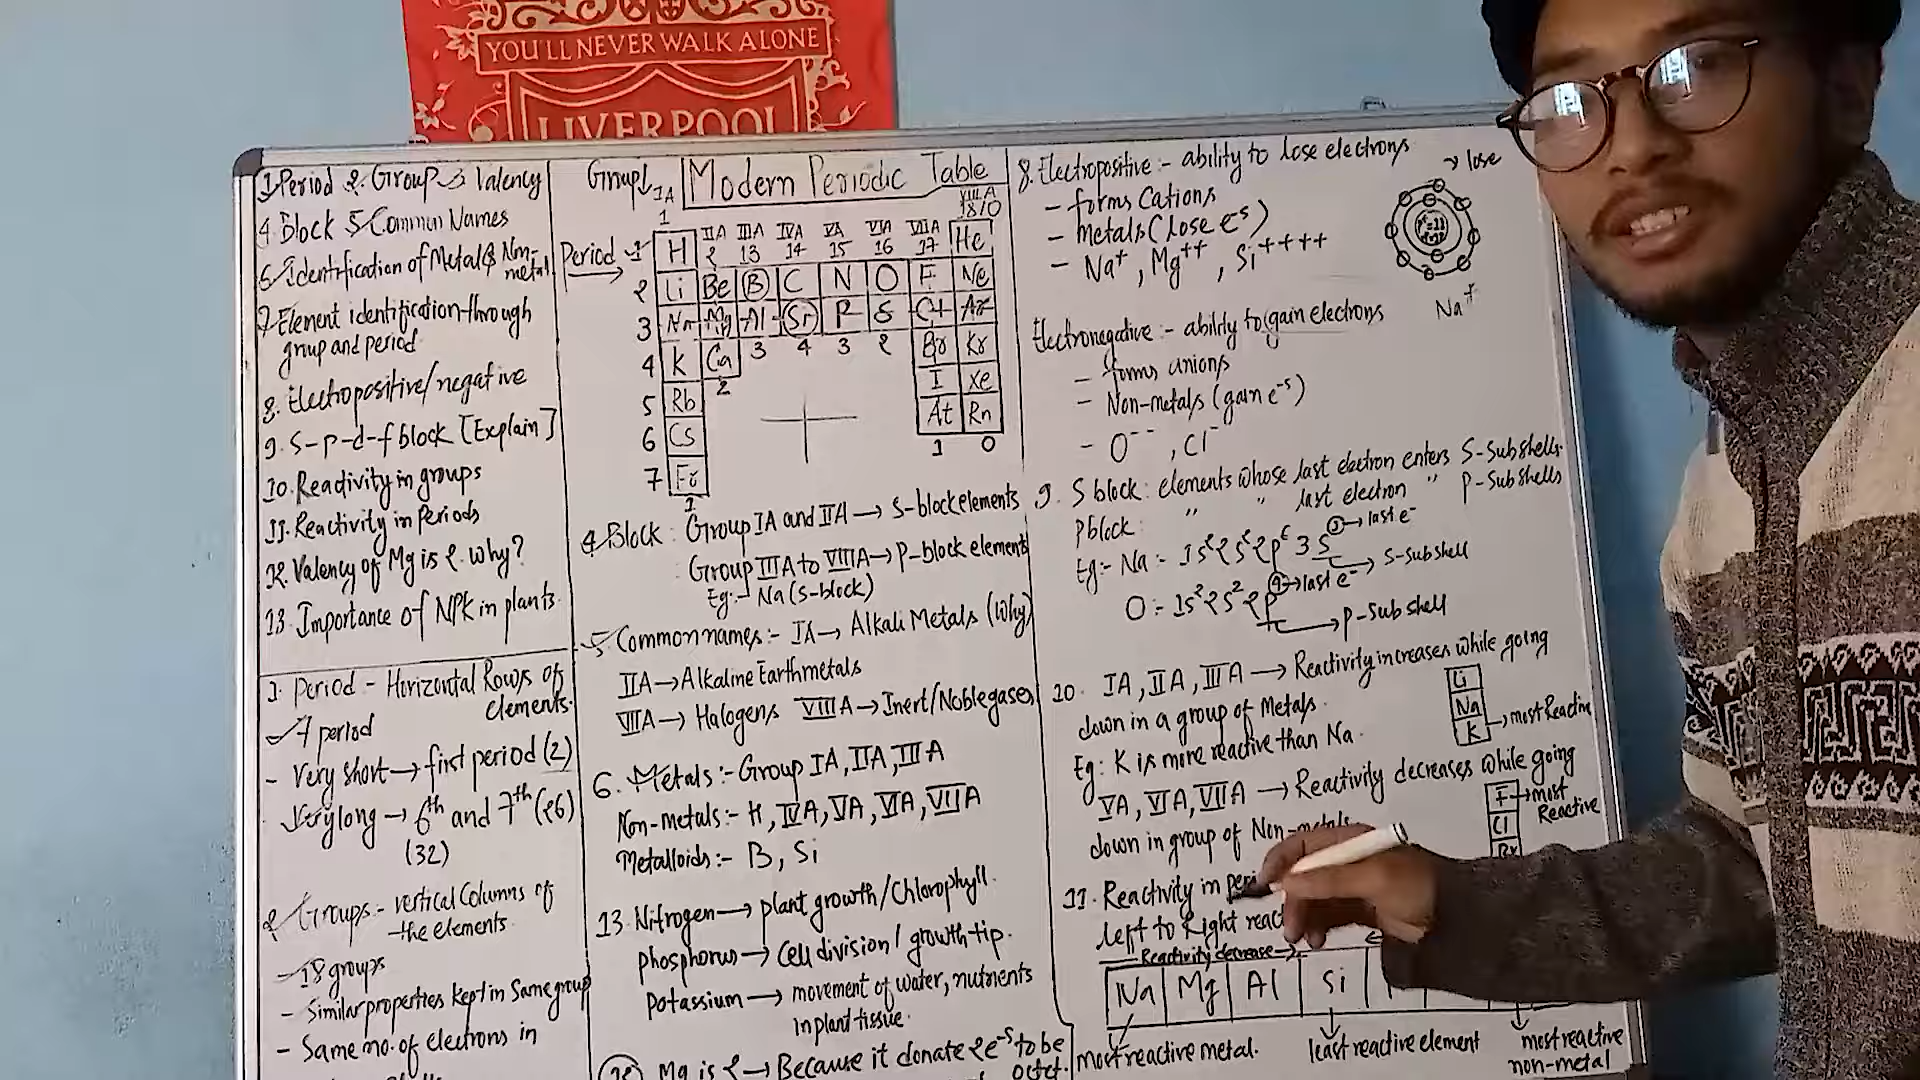 YOU'LL NEVER WALK ALONE
LIVERPOOL
1. Period 2. Group 3. Valency
4. Block 5. Common Names
6. Identification of Metal & Non-metal
7. Element identification through
group and period
8. Electropositive/negative
9. S-p-d-f block [Explain]
10. Reactivity in groups
11. Reactivity in Periods
12. Valency of Mg is 2. Why?
13. Importance of NPK in plants.
1. Period - Horizontal Rows of
elements.
7 period
- Very short → first period (2)
Very long → 6th and 7th (26)
(32)
2. Groups - vertical Columns of
the elements
- 18 groups
- Similar properties kept in Same group
- Same no. of electrons in
Group IA Modern Periodic Table VIII A
1 18/0
IIA IIIA IVA VA VIA VIIA
2 13 14 15 16 17
Period 1 H He
2 Li Be B C N O F Ne
3 Na Mg Al Si P S Cl Ar
3 4 3 2
4 K Ca Br Kr
2
5 Rb I Xe
6 Cs At Rn
1 0
7 Fr
1
4. Block : Group IA and IIA → S-block elements
Group IIIA to VIIIA → P-block element
Eg:- Na (S-block)
5. Common names :- IA → Alkali Metals (Why)
IIA → Alkaline Earth metals
VIIA → Halogens VIIIA → Inert/Noble gases
6. Metals :- Group IA, IIA, IIIA
Non-metals :- H, IVA, VA, VIA, VIIA
Metalloids :- B, Si
13. Nitrogen → plant growth/Chlorophyll.
phosphorus → Cell division/growth tip.
Potassium → movement of water, nutrients
in plant tissue.
12 Mg is 2 → Because it donate 2e-s to be
octet.
8. Electropositive :- ability to lose electrons
- forms Cations
- Metals (lose e-s)
- Na+, Mg++, Si++++
→ lose
P=11
Na+
Electronegative :- ability to gain electrons
- forms anions
- Non-metals (gain e-s)
- O--, Cl-
9. S block : elements whose last electron enters S-Subshells.
P block : " " last electron " P-Subshells
Eg:- Na :- 1s2 2s2 2p6 3s1 → last e-
→ S-Subshell
O :- 1s2 2s2 2p4 → last e-
→ p-Subshell
10. IA, IIA, IIIA → Reactivity increases while going
down in a group of Metals.
Eg: K is more reactive than Na.
Li
Na
K → most Reactive
VA, VIA, VIIA → Reactivity decreases while going
down in group of Non-metals
F → most Reactive
Cl
Br
11. Reactivity in peri
left to Right react
Reactivity decrease →
Na Mg Al Si
most reactive metal. least reactive element most reactive
non-metal